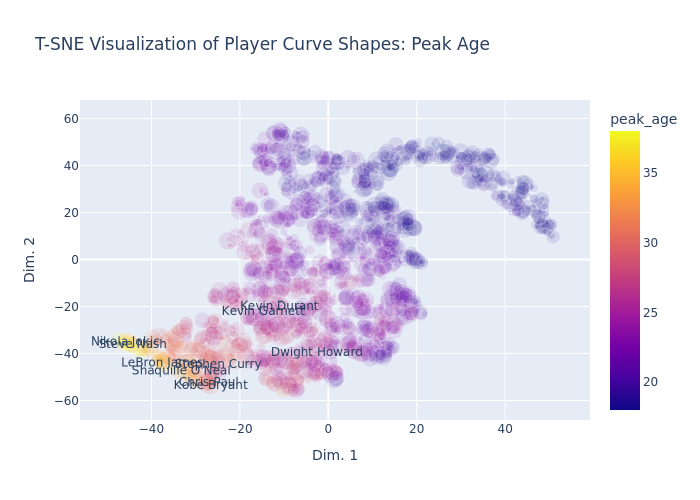 T-SNE Visualization of Player Curve Shapes: Peak Age
peak_age
60
40
20
0
−20
−40
−60
Dim. 2
35
30
25
20
Kevin Durant
Kevin Garnett
Nikola Jokic
Steve Nash
Dwight Howard
LeBron James
Stephen Curry
Shaquille O'Neal
Chris Paul
Kobe Bryant
−40
−20
0
20
40
Dim. 1